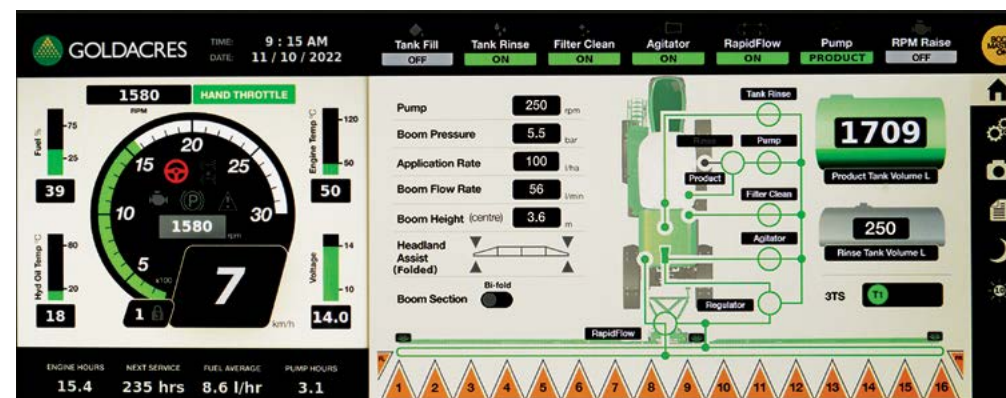 GOLDACRES
TIME: 9 : 15 AM
DATE: 11 / 10 / 2022
Tank Fill
OFF
Tank Rinse
ON
Filter Clean
ON
Agitator
ON
RapidFlow
ON
Pump
PRODUCT
RPM Raise
OFF
1580
RPM
HAND THROTTLE
Fuel %
75
25
39
Engine Temp °C
120
50
50
5
10
15
20
25
30
x100
1580 rpm
7
km/h
1
Hyd Oil Temp °C
60
20
18
Voltage
14
10
14.0
ENGINE HOURS
15.4
NEXT SERVICE
235 hrs
FUEL AVERAGE
8.6 l/hr
PUMP HOURS
3.1
Pump 250 rpm
Boom Pressure 5.5 bar
Application Rate 100 l/ha
Boom Flow Rate 56 l/min
Boom Height (centre) 3.6 m
Headland
Assist
(Folded)
Boom Section
Bi-fold
Tank Rinse
Rinse
Pump
Product
Filter Clean
Agitator
Regulator
RapidFlow
1709
Product Tank Volume L
250
Rinse Tank Volume L
3TS
T1
1 2 3 4 5 6 7 8 9 10 11 12 13 14 15 16